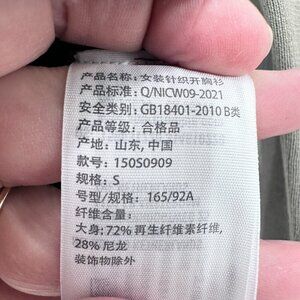 产品名称: 女装针织开胸衫
产品标准: Q/NICW09-2021
安全类别: GB18401-2010 B类
产品等级: 合格品
产地: 山东, 中国
款号: 150S0909
规格: S
号型/规格: 165/92A
纤维含量:
大身: 72% 再生纤维素纤维,
28% 尼龙
装饰物除外